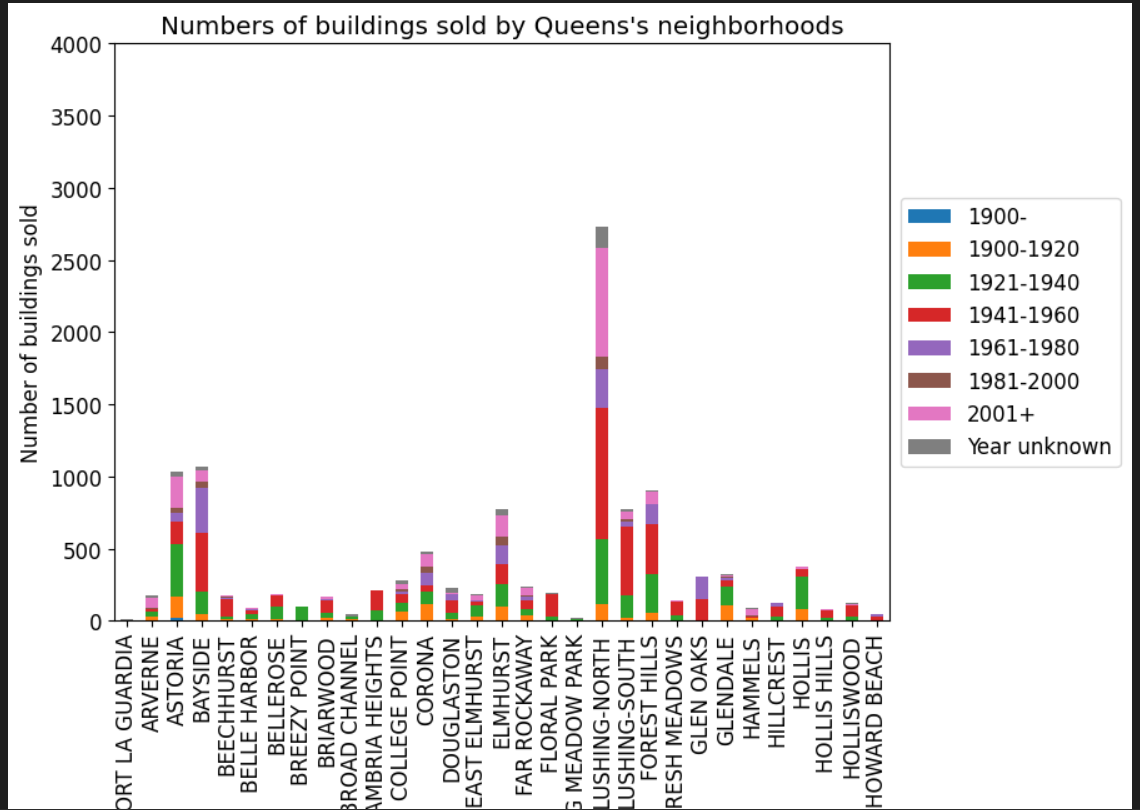 Numbers of buildings sold by Queens's neighborhoods
Number of buildings sold
4000
3500
3000
2500
2000
1500
1000
500
0
ORT LA GUARDIA
ARVERNE
ASTORIA
BAYSIDE
BEECHHURST
BELLE HARBOR
BELLEROSE
BREEZY POINT
BRIARWOOD
BROAD CHANNEL
AMBRIA HEIGHTS
COLLEGE POINT
CORONA
DOUGLASTON
EAST ELMHURST
ELMHURST
FAR ROCKAWAY
FLORAL PARK
G MEADOW PARK
LUSHING-NORTH
LUSHING-SOUTH
FOREST HILLS
RESH MEADOWS
GLEN OAKS
GLENDALE
HAMMELS
HILLCREST
HOLLIS
HOLLIS HILLS
HOLLISWOOD
HOWARD BEACH
1900-
1900-1920
1921-1940
1941-1960
1961-1980
1981-2000
2001+
Year unknown